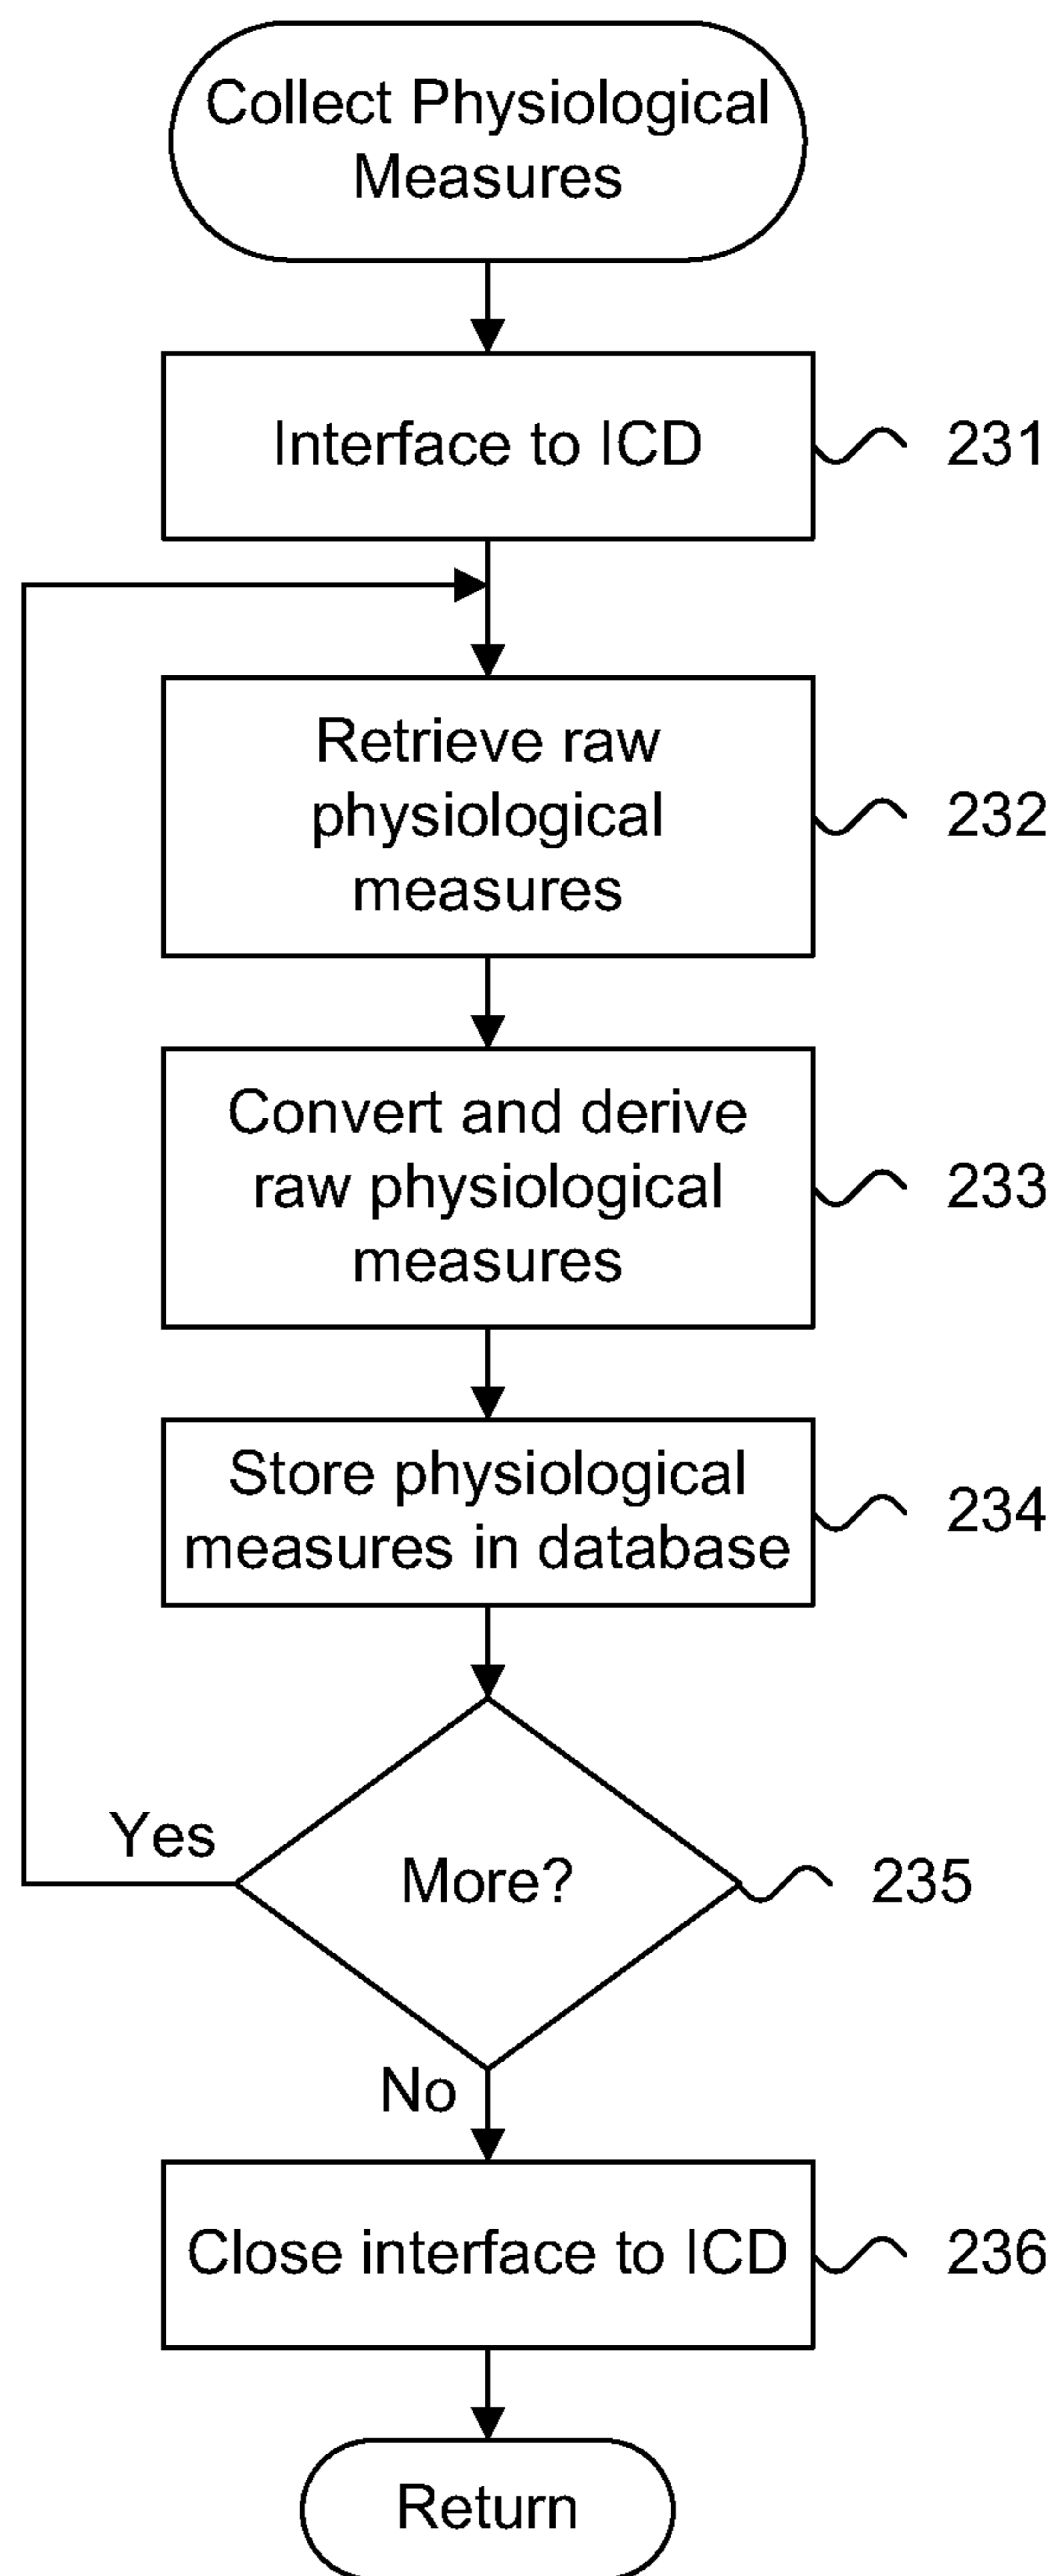 Collect Physiological
Measures
Interface to ICD
231
Retrieve raw
physiological
measures
232
Convert and derive
raw physiological
measures
233
Store physiological
measures in database
234
Yes
More?
235
No
Close interface to ICD
236
Return